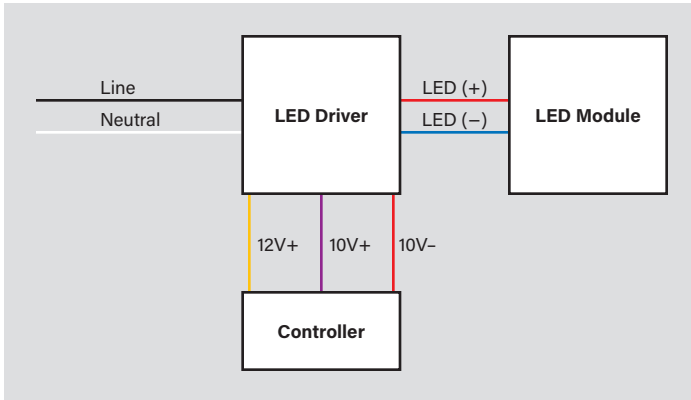 Line
LED (+)
Neutral
LED Driver
LED (−)
LED Module
12V+
10V+
10V–
Controller